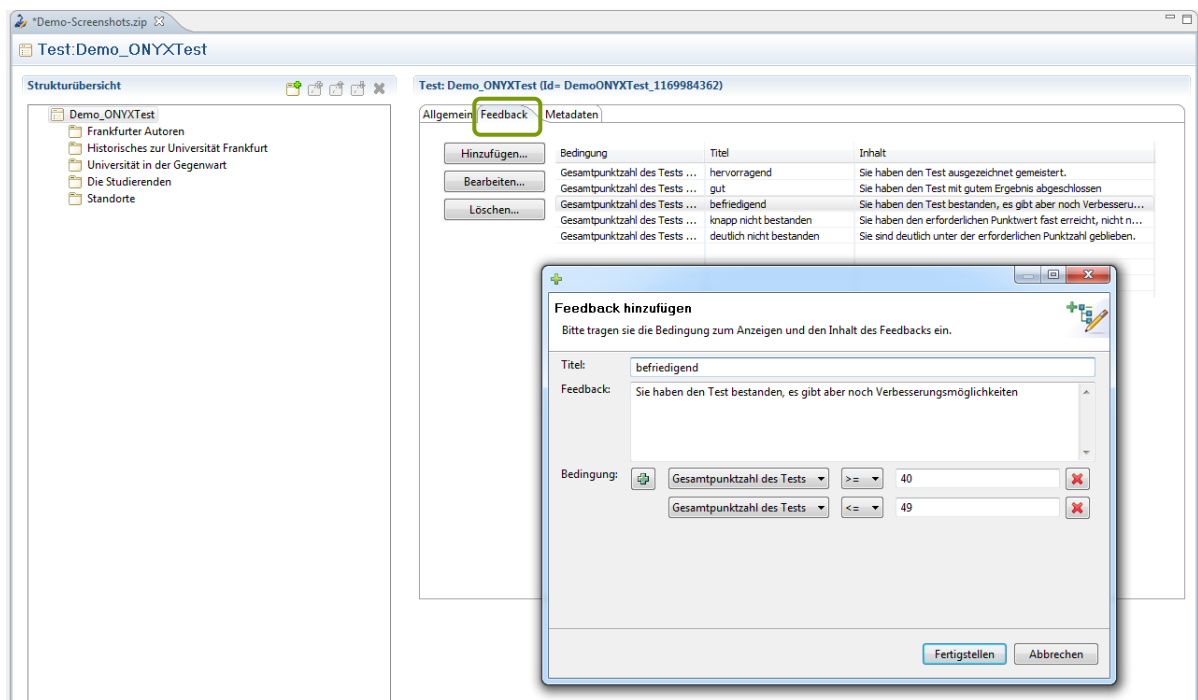 *Demo-Screenshots.zip
Test:Demo_ONYXTest
Strukturübersicht
Demo_ONYXTest
Frankfurter Autoren
Historisches zur Universität Frankfurt
Universität in der Gegenwart
Die Studierenden
Standorte
Test: Demo_ONYXTest (Id= DemoONYXTest_1169984362)
Allgemein Feedback Metadaten
Hinzufügen...
Bearbeiten...
Löschen...
Bedingung Titel Inhalt
Gesamtpunktzahl des Tests ... hervorragend Sie haben den Test ausgezeichnet gemeistert.
Gesamtpunktzahl des Tests ... gut Sie haben den Test mit gutem Ergebnis abgeschlossen
Gesamtpunktzahl des Tests ... befriedigend Sie haben den Test bestanden, es gibt aber noch Verbesseru...
Gesamtpunktzahl des Tests ... knapp nicht bestanden Sie haben den erforderlichen Punktwert fast erreicht, nicht n...
Gesamtpunktzahl des Tests ... deutlich nicht bestanden Sie sind deutlich unter der erforderlichen Punktzahl geblieben.
Feedback hinzufügen
Bitte tragen sie die Bedingung zum Anzeigen und den Inhalt des Feedbacks ein.
Titel: befriedigend
Feedback: Sie haben den Test bestanden, es gibt aber noch Verbesserungsmöglichkeiten
Bedingung: Gesamtpunktzahl des Tests >= 40
Gesamtpunktzahl des Tests <= 49
Fertigstellen Abbrechen